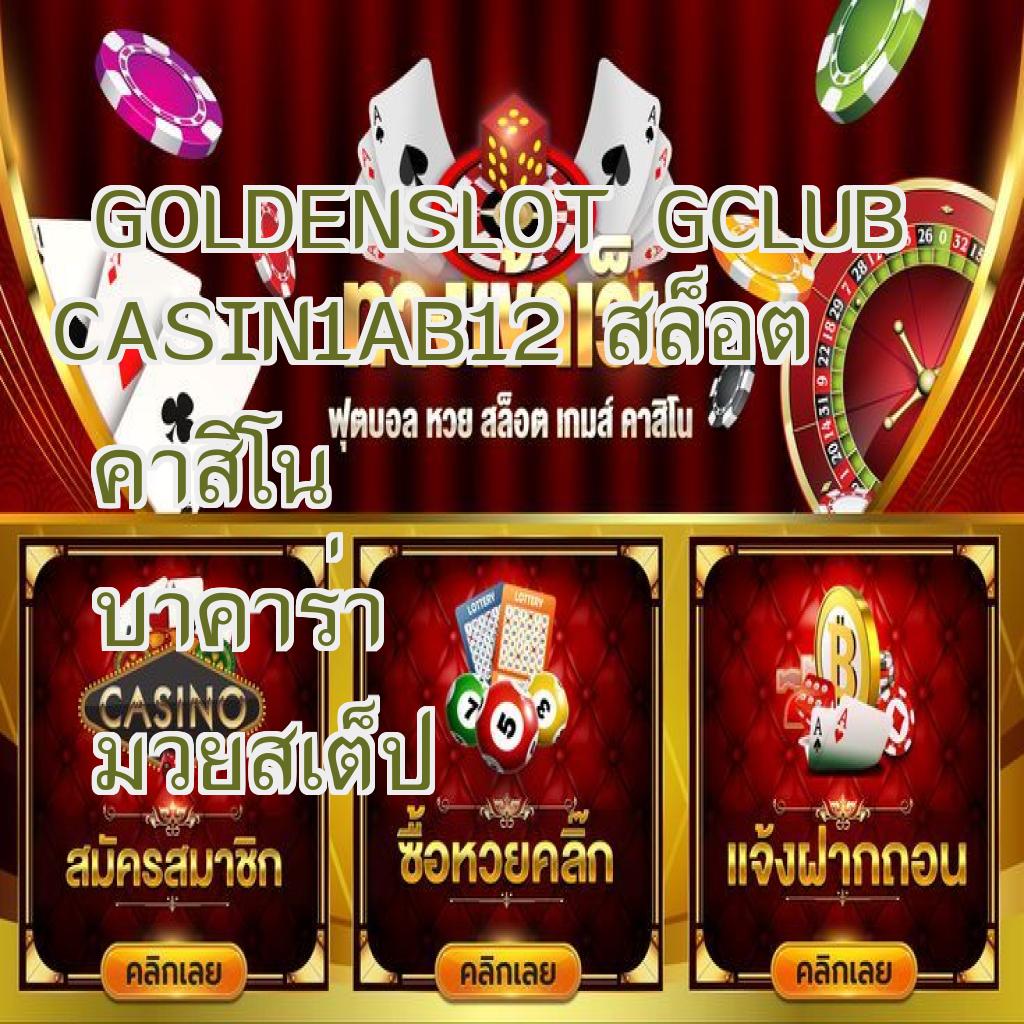 GOLDENSLOT GCLUB
CASIN1AB12 สล็อต
ฟุตบอล หวย สล็อต เกมส์ คาสิโน
คาสิโน
บาคาร่า
มวยสเต็ป
LOTTERY LOTTERY
CASINO
สมัครสมาชิก
ซื้อหวยคลิ๊ก
แจ้งฝากถอน
คลิกเลย
คลิกเลย
คลิกเลย